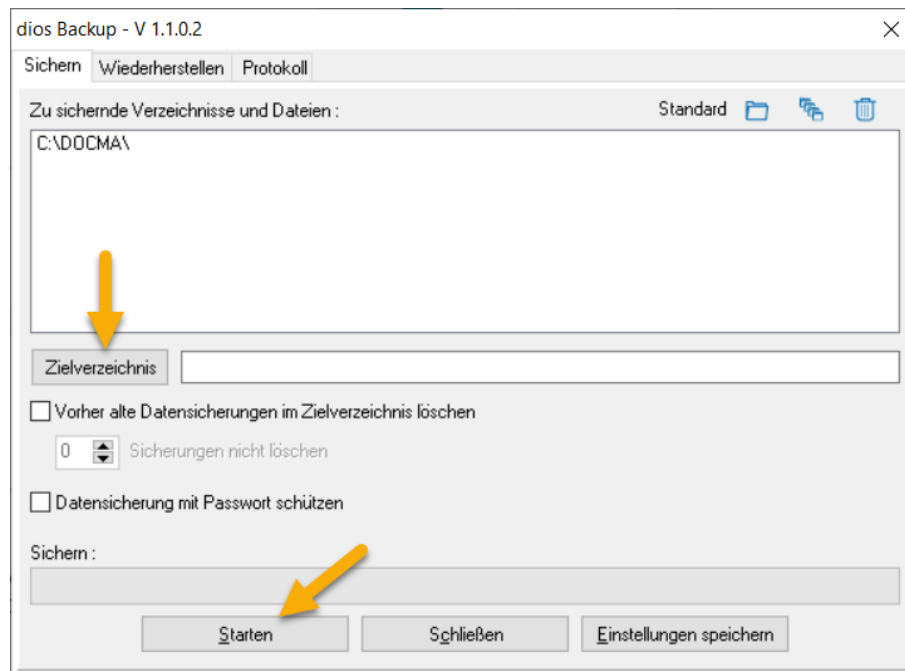 dios Backup - V 1.1.0.2
Sichern Wiederherstellen Protokoll
Zu sichernde Verzeichnisse und Dateien : Standard
C:\DOCMA\
Zielverzeichnis
Vorher alte Datensicherungen im Zielverzeichnis löschen
0 Sicherungen nicht löschen
Datensicherung mit Passwort schützen
Sichern :
Starten Schließen Einstellungen speichern